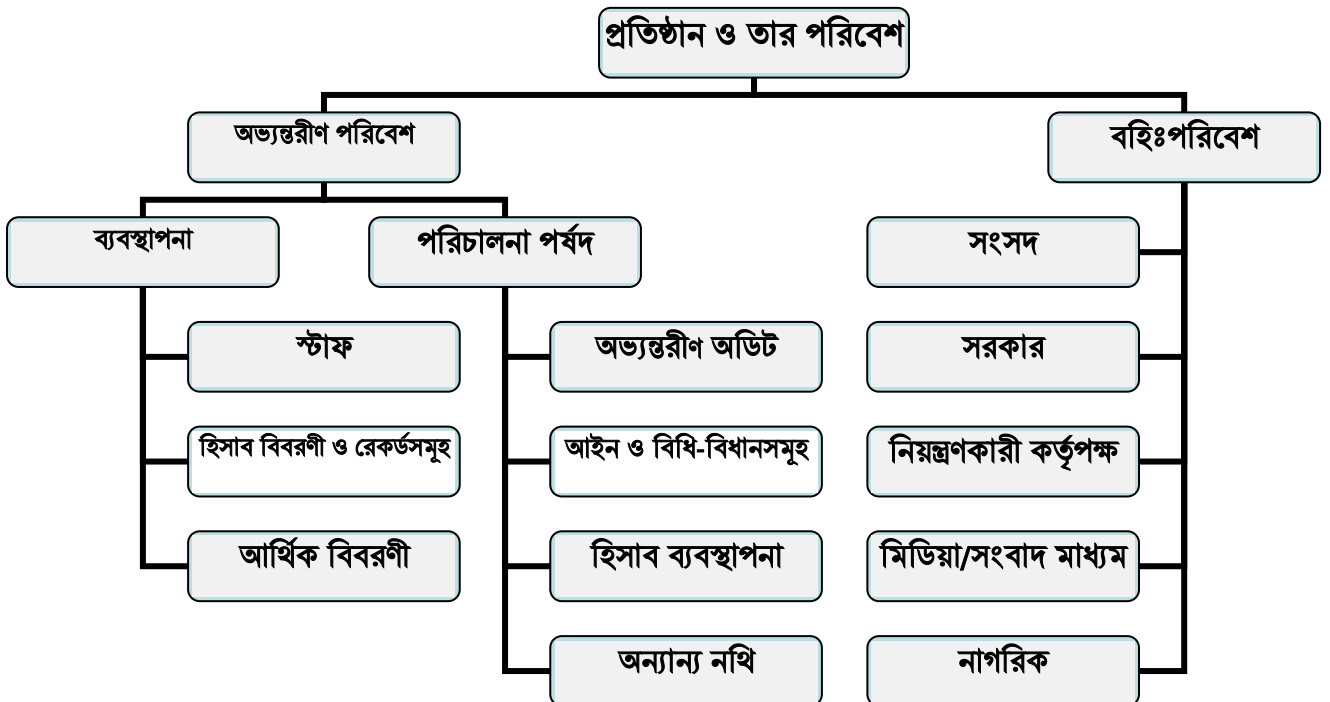 প্রতিষ্ঠান ও তার পরিবেশ
অভ্যন্তরীণ পরিবেশ
বহিঃপরিবেশ
ব্যবস্থাপনা
পরিচালনা পর্ষদ
সংসদ
স্টাফ
অভ্যন্তরীণ অডিট
সরকার
হিসাব বিবরণী ও রেকর্ডসমূহ
আইন ও বিধি-বিধানসমূহ
নিয়ন্ত্রণকারী কর্তৃপক্ষ
আর্থিক বিবরণী
হিসাব ব্যবস্থাপনা
মিডিয়া/সংবাদ মাধ্যম
অন্যান্য নথি
নাগরিক